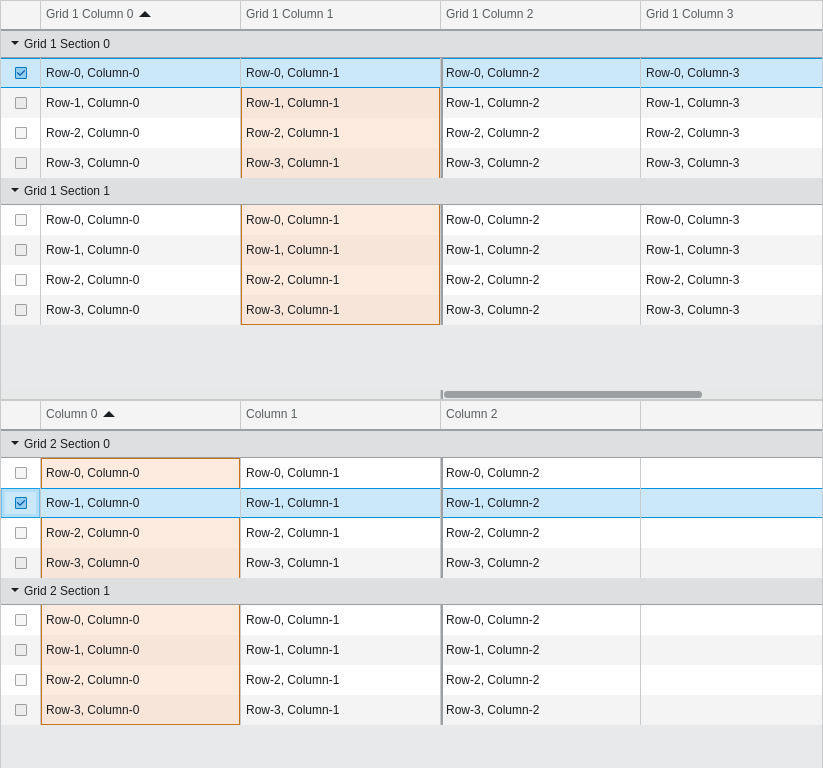 Grid 1 Column 0 Grid 1 Column 1 Grid 1 Column 2 Grid 1 Column 3
Grid 1 Section 0
Row-0, Column-0 Row-0, Column-1 Row-0, Column-2 Row-0, Column-3
Row-1, Column-0 Row-1, Column-1 Row-1, Column-2 Row-1, Column-3
Row-2, Column-0 Row-2, Column-1 Row-2, Column-2 Row-2, Column-3
Row-3, Column-0 Row-3, Column-1 Row-3, Column-2 Row-3, Column-3
Grid 1 Section 1
Row-0, Column-0 Row-0, Column-1 Row-0, Column-2 Row-0, Column-3
Row-1, Column-0 Row-1, Column-1 Row-1, Column-2 Row-1, Column-3
Row-2, Column-0 Row-2, Column-1 Row-2, Column-2 Row-2, Column-3
Row-3, Column-0 Row-3, Column-1 Row-3, Column-2 Row-3, Column-3
Column 0 Column 1 Column 2
Grid 2 Section 0
Row-0, Column-0 Row-0, Column-1 Row-0, Column-2
Row-1, Column-0 Row-1, Column-1 Row-1, Column-2
Row-2, Column-0 Row-2, Column-1 Row-2, Column-2
Row-3, Column-0 Row-3, Column-1 Row-3, Column-2
Grid 2 Section 1
Row-0, Column-0 Row-0, Column-1 Row-0, Column-2
Row-1, Column-0 Row-1, Column-1 Row-1, Column-2
Row-2, Column-0 Row-2, Column-1 Row-2, Column-2
Row-3, Column-0 Row-3, Column-1 Row-3, Column-2